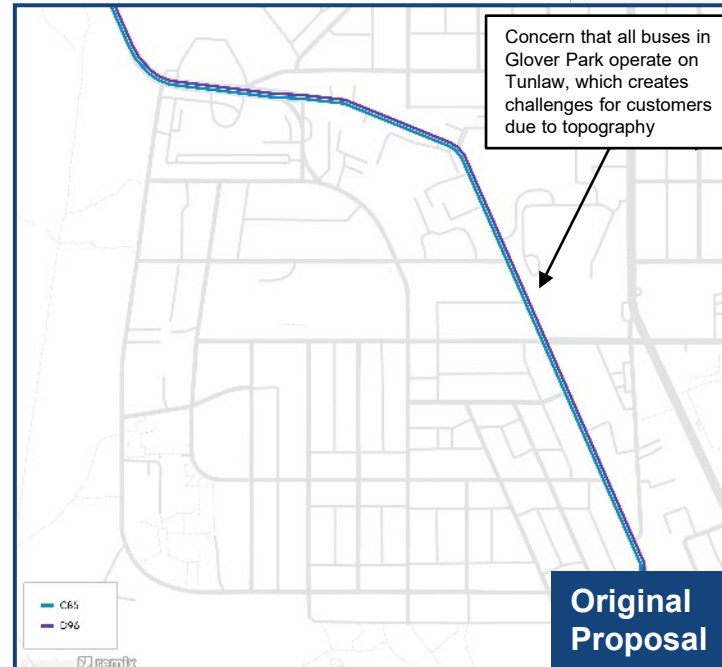 Concern that all buses in
Glover Park operate on
Tunlaw, which creates
challenges for customers
due to topography
C85
D96
Original
Proposal
remix